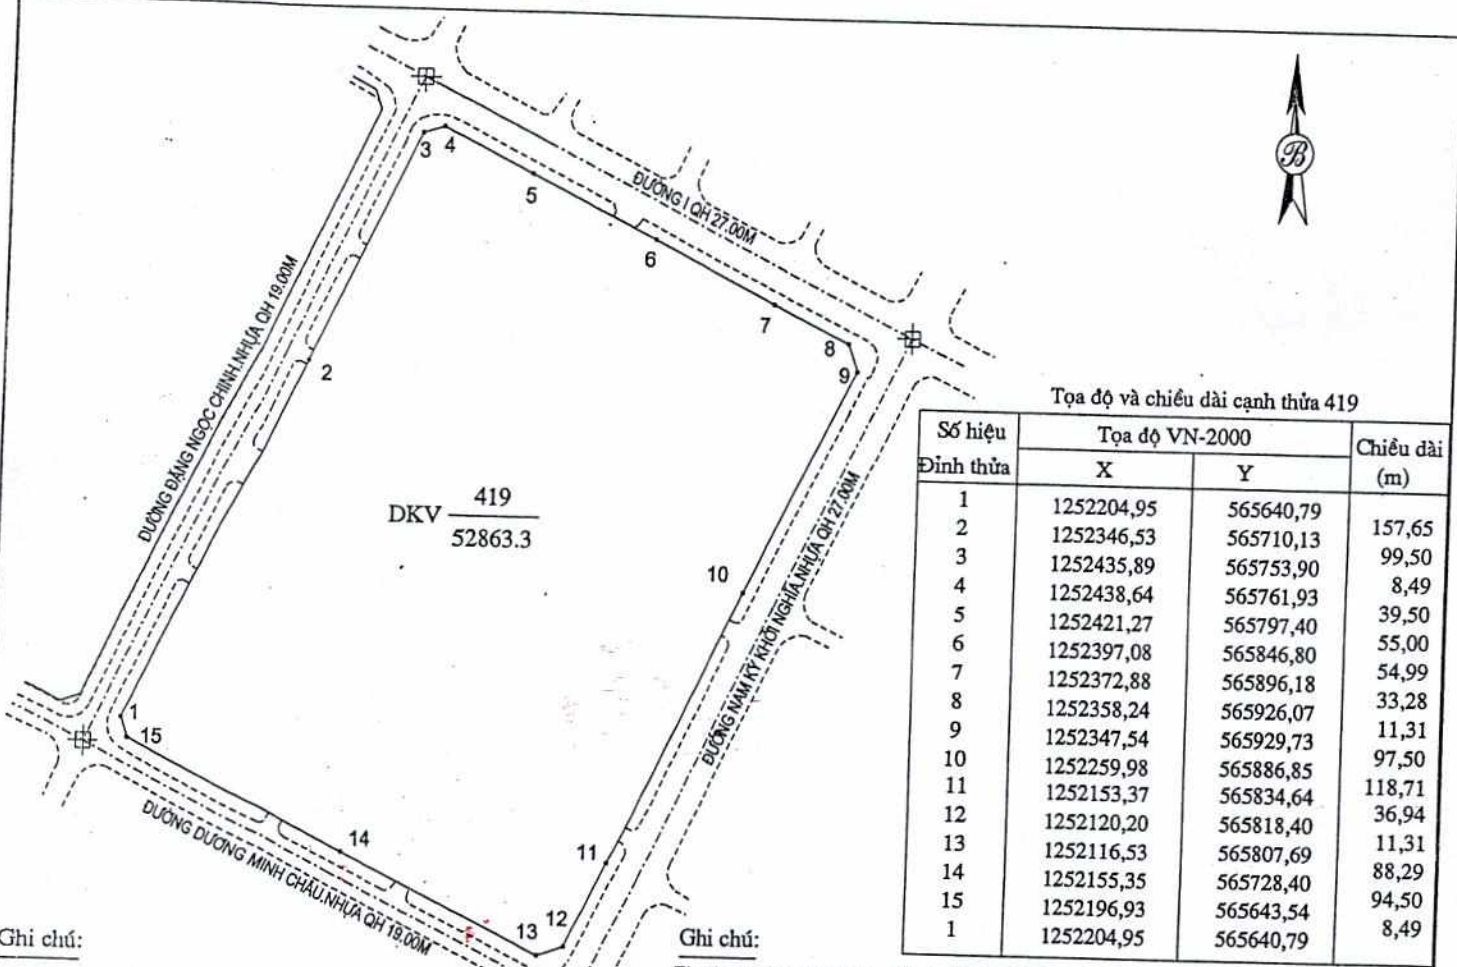 B
3 4
5
ĐƯỜNG I QH 27.00M
6
7
8
9
2
ĐƯỜNG ĐẶNG NGỌC CHINH.NHỰA QH 19.00M
DKV 419
52863.3
10
ĐƯỜNG NAM KỲ KHỞI NGHĨA.NHỰA QH 27.00M
1
15
14
11
12
13
ĐƯỜNG DƯƠNG MINH CHÂU.NHỰA QH 19.00M
Ghi chú:
Ghi chú:
Tọa độ và chiều dài cạnh thửa 419
Số hiệu Đỉnh thửa Tọa độ VN-2000 Chiều dài (m)
X Y
1 1252204,95 565640,79
157,65
2 1252346,53 565710,13
99,50
3 1252435,89 565753,90
8,49
4 1252438,64 565761,93
39,50
5 1252421,27 565797,40
55,00
6 1252397,08 565846,80
54,99
7 1252372,88 565896,18
33,28
8 1252358,24 565926,07
11,31
9 1252347,54 565929,73
97,50
10 1252259,98 565886,85
118,71
11 1252153,37 565834,64
36,94
12 1252120,20 565818,40
11,31
13 1252116,53 565807,69
88,29
14 1252155,35 565728,40
94,50
15 1252196,93 565643,54
8,49
1 1252204,95 565640,79